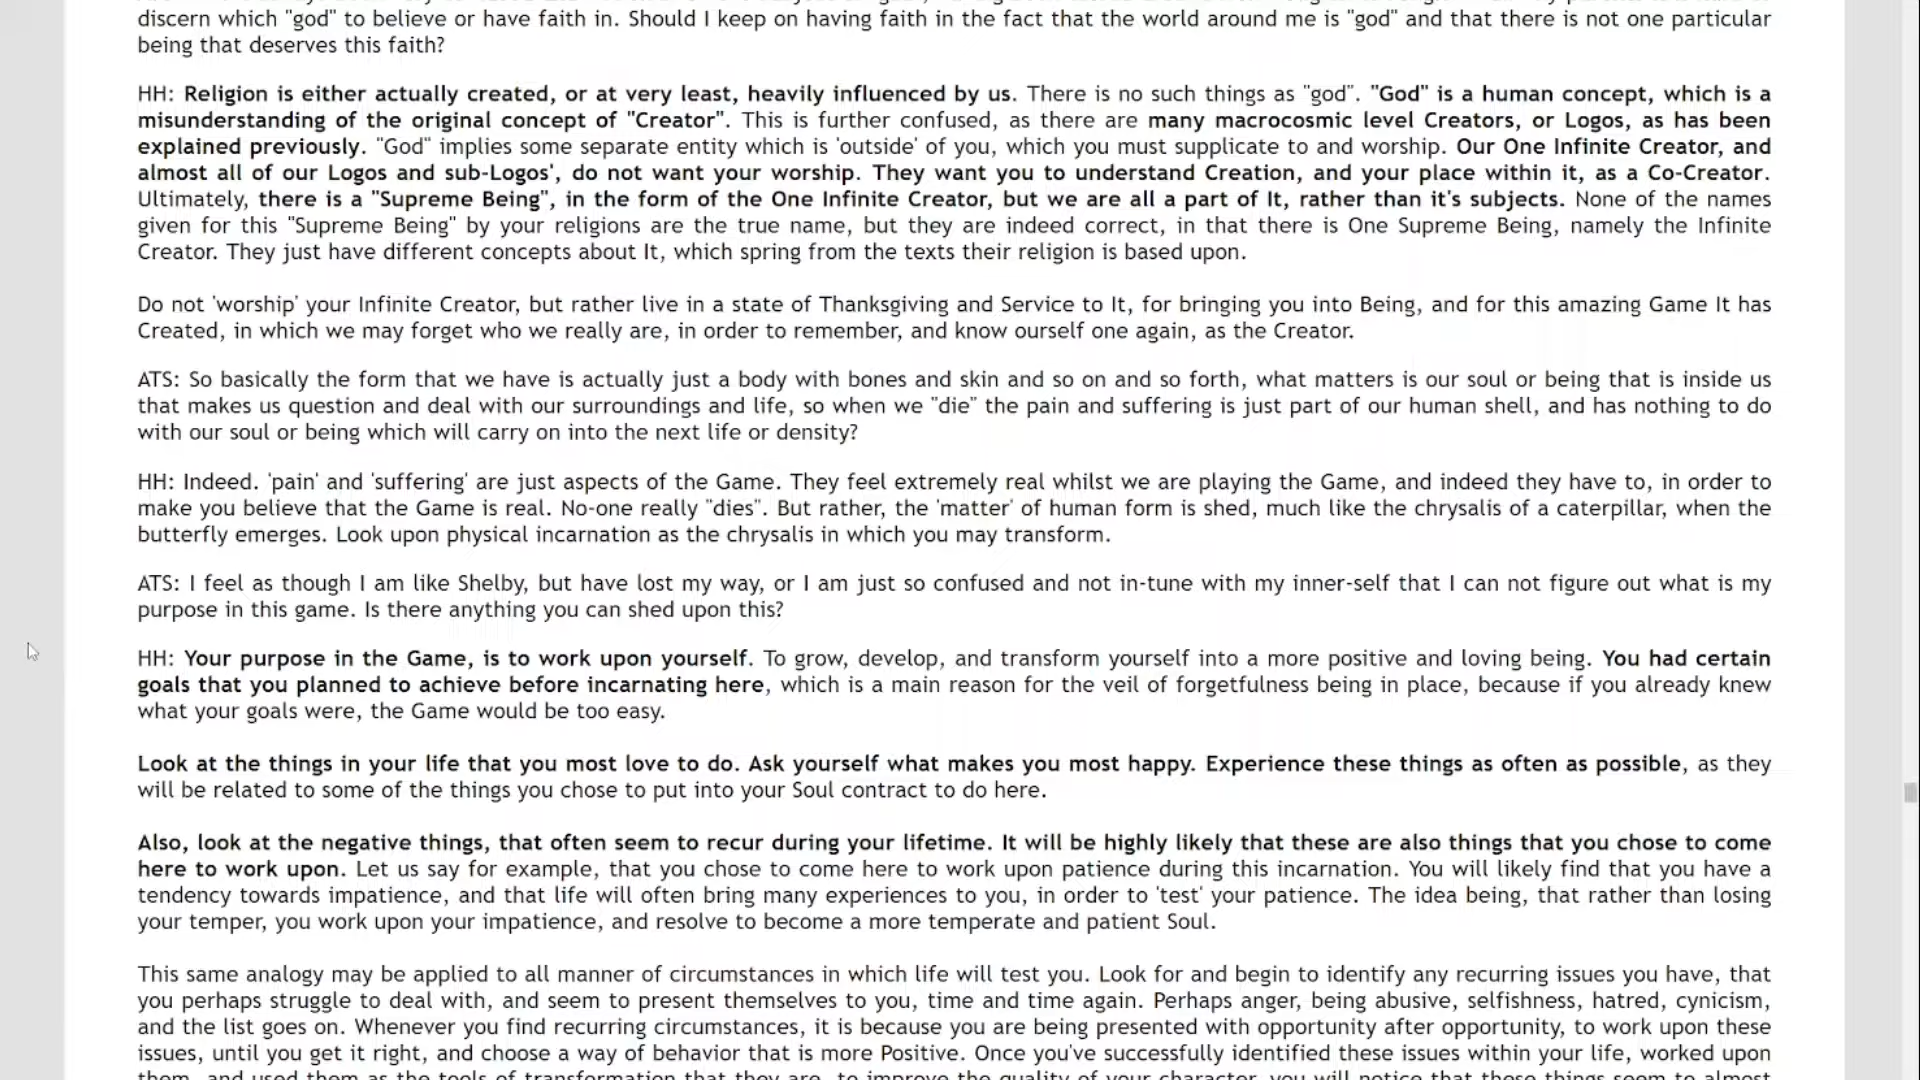 discern which "god" to believe or have faith in. Should I keep on having faith in the fact that the world around me is "god" and that there is not one particular
being that deserves this faith?
HH: Religion is either actually created, or at very least, heavily influenced by us. There is no such things as "god". "God" is a human concept, which is a
misunderstanding of the original concept of "Creator". This is further confused, as there are many macrocosmic level Creators, or Logos, as has been
explained previously. "God" implies some separate entity which is 'outside' of you, which you must supplicate to and worship. Our One Infinite Creator, and
almost all of our Logos and sub-Logos', do not want your worship. They want you to understand Creation, and your place within it, as a Co-Creator.
Ultimately, there is a "Supreme Being", in the form of the One Infinite Creator, but we are all a part of It, rather than it's subjects. None of the names
given for this "Supreme Being" by your religions are the true name, but they are indeed correct, in that there is One Supreme Being, namely the Infinite
Creator. They just have different concepts about It, which spring from the texts their religion is based upon.
Do not 'worship' your Infinite Creator, but rather live in a state of Thanksgiving and Service to It, for bringing you into Being, and for this amazing Game It has
Created, in which we may forget who we really are, in order to remember, and know ourself one again, as the Creator.
ATS: So basically the form that we have is actually just a body with bones and skin and so on and so forth, what matters is our soul or being that is inside us
that makes us question and deal with our surroundings and life, so when we "die" the pain and suffering is just part of our human shell, and has nothing to do
with our soul or being which will carry on into the next life or density?
HH: Indeed. 'pain' and 'suffering' are just aspects of the Game. They feel extremely real whilst we are playing the Game, and indeed they have to, in order to
make you believe that the Game is real. No-one really "dies". But rather, the 'matter' of human form is shed, much like the chrysalis of a caterpillar, when the
butterfly emerges. Look upon physical incarnation as the chrysalis in which you may transform.
ATS: I feel as though I am like Shelby, but have lost my way, or I am just so confused and not in-tune with my inner-self that I can not figure out what is my
purpose in this game. Is there anything you can shed upon this?
HH: Your purpose in the Game, is to work upon yourself. To grow, develop, and transform yourself into a more positive and loving being. You had certain
goals that you planned to achieve before incarnating here, which is a main reason for the veil of forgetfulness being in place, because if you already knew
what your goals were, the Game would be too easy.
Look at the things in your life that you most love to do. Ask yourself what makes you most happy. Experience these things as often as possible, as they
will be related to some of the things you chose to put into your Soul contract to do here.
Also, look at the negative things, that often seem to recur during your lifetime. It will be highly likely that these are also things that you chose to come
here to work upon. Let us say for example, that you chose to come here to work upon patience during this incarnation. You will likely find that you have a
tendency towards impatience, and that life will often bring many experiences to you, in order to 'test' your patience. The idea being, that rather than losing
your temper, you work upon your impatience, and resolve to become a more temperate and patient Soul.
This same analogy may be applied to all manner of circumstances in which life will test you. Look for and begin to identify any recurring issues you have, that
you perhaps struggle to deal with, and seem to present themselves to you, time and time again. Perhaps anger, being abusive, selfishness, hatred, cynicism,
and the list goes on. Whenever you find recurring circumstances, it is because you are being presented with opportunity after opportunity, to work upon these
issues, until you get it right, and choose a way of behavior that is more Positive. Once you've successfully identified these issues within your life, worked upon
them, and used them as the tools of transformation that they are, to improve the quality of your character, you will notice that these things seem to almost